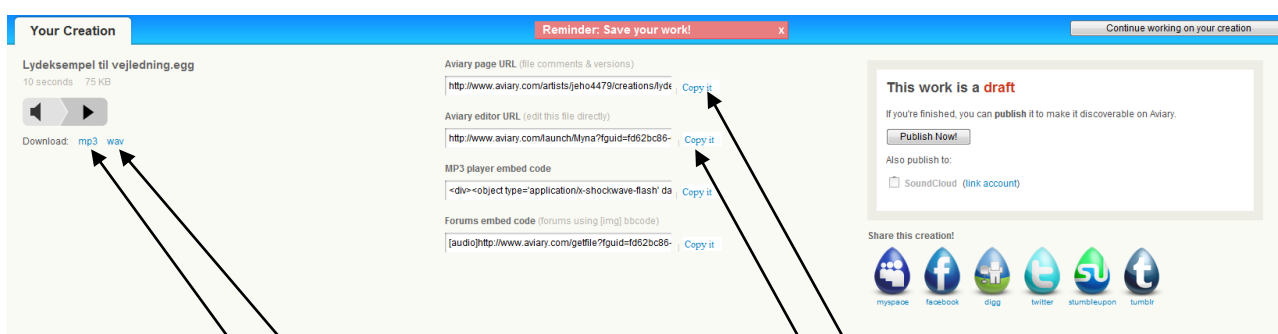 Your Creation
Reminder: Save your work!
x
Continue working on your creation
Lydeksempel til vejledning.egg
10 seconds 75 KB
Download: mp3 wav
Aviary page URL (file comments & versions)
http://www.aviary.com/artists/jeho4479/creations/lyde
Copy it
Aviary editor URL (edit this file directly)
http://www.aviary.com/launch/Myna?fguid=fd62bc86-
Copy it
MP3 player embed code
<div><object type='application/x-shockwave-flash' da
Copy it
Forums embed code (forums using [img] bbcode)
[audio]http://www.aviary.com/getfile?fguid=fd62bc86-
Copy it
This work is a draft
If you're finished, you can publish it to make it discoverable on Aviary.
Publish Now!
Also publish to:
SoundCloud (link account)
Share this creation!
myspace facebook digg twitter stumbleupon tumblr